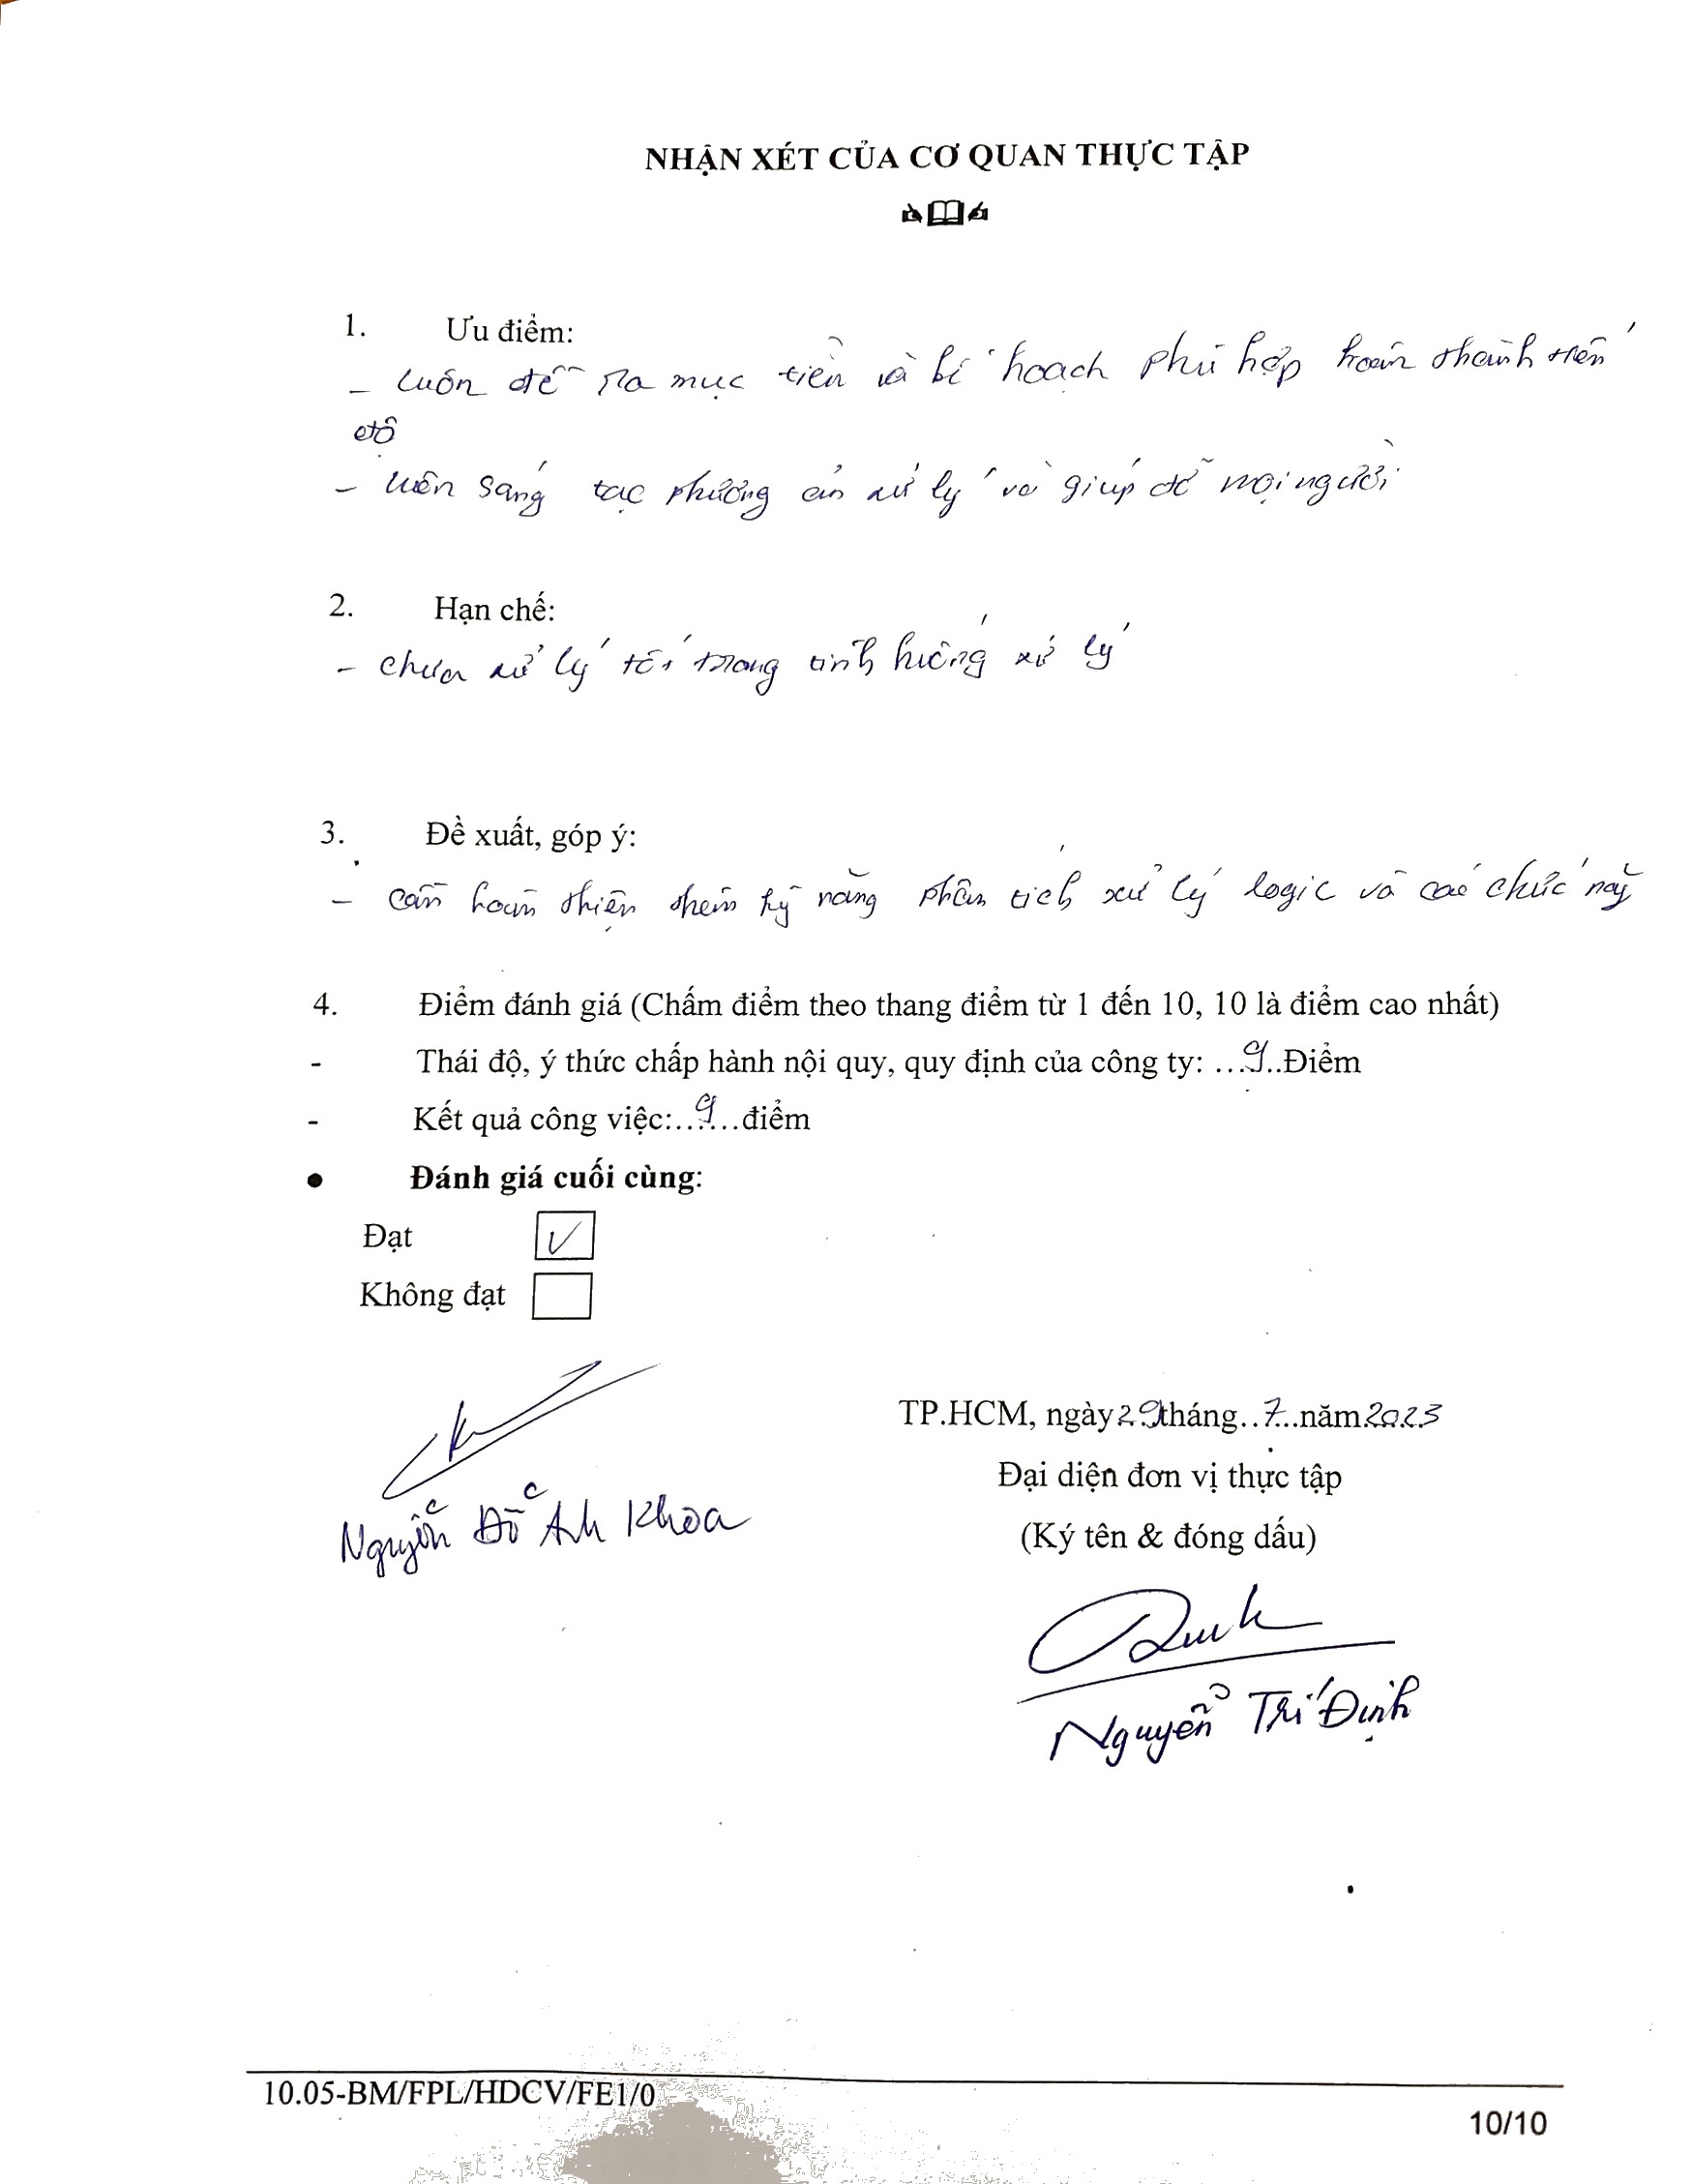 NHẬN XÉT CỦA CƠ QUAN THỰC TẬP
1. Ưu điểm:
- Luôn đề ra mục tiêu và kế hoạch phù hợp hoàn thành tiến
độ
- luôn sáng tạo phương án xử lý và giúp đỡ mọi người
2. Hạn chế:
- chưa xử lý tốt trong tình huống xử lý
3. Đề xuất, góp ý:
- cần hoàn thiện thêm kỹ năng phân tích xử lý logic và các chức
4. Điểm đánh giá (Chấm điểm theo thang điểm từ 1 đến 10, 10 là điểm cao nhất)
- Thái độ, ý thức chấp hành nội quy, quy định của công ty: ...9..Điểm
- Kết quả công việc:...9...điểm
• Đánh giá cuối cùng:
Đạt
Không đạt
TP.HCM, ngày 29 tháng..7...năm 2023
Đại diện đơn vị thực tập
(Ký tên & đóng dấu)
Nguyễn Đỗ Anh Khoa
Nguyễn Trí Định
10.05-BM/FPL/HDCV/FE1/0
10/10